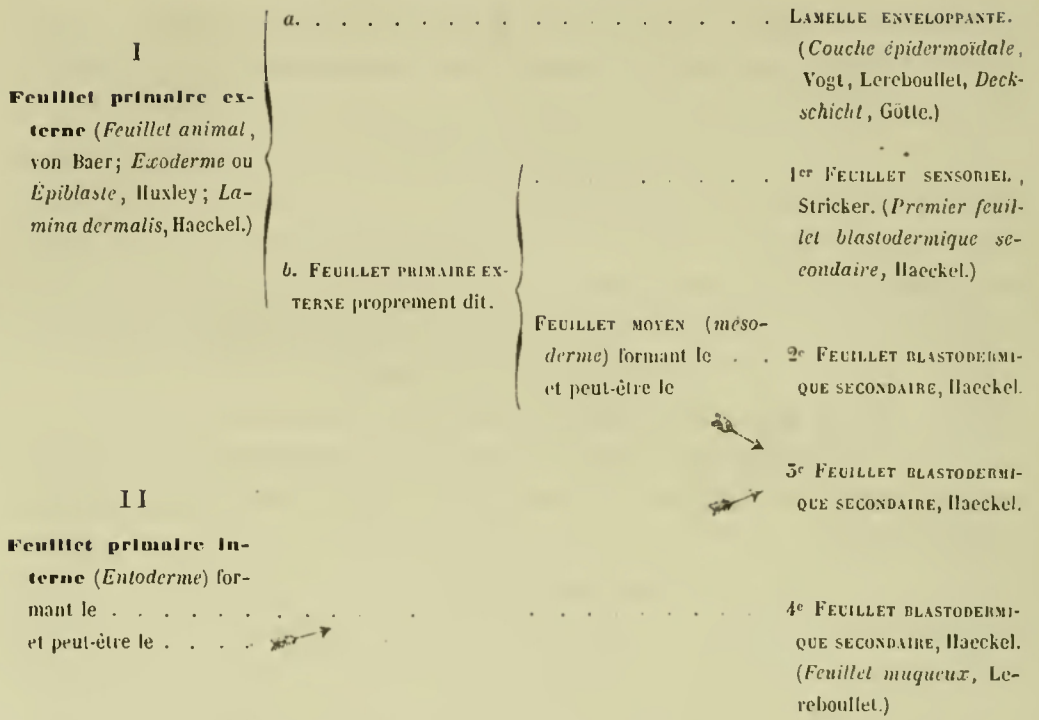 I
Feuillet primaire ex-
terne (Feuillet animal,
von Baer; Exoderme ou
Épiblaste, Huxley; La-
mina dermalis, Haeckel.)
a. . . . . . . . . . . . . . . . . .
LAMELLE ENVELOPPANTE.
(Couche épidermoïdale,
Vogt, Lereboullet, Deck-
schicht, Götte.)
b. FEUILLET PRIMAIRE EX-
TERNE proprement dit.
. . . . . .
1er FEUILLET SENSORIEL,
Stricker. (Premier feuil-
let blastodermique se-
condaire, Haeckel.)
FEUILLET MOYEN (méso-
derme) formant le . .
et peut-être le
2e FEUILLET BLASTODERMI-
QUE SECONDAIRE, Haeckel.
3e FEUILLET BLASTODERMI-
QUE SECONDAIRE, Haeckel.
II
Feuillet primaire in-
terne (Entoderme) for-
mant le . . . . . . . . . . . . . . . . .
et peut-être le . . . .
4e FEUILLET BLASTODERMI-
QUE SECONDAIRE, Haeckel.
(Feuillet muqueux, Le-
reboullet.)